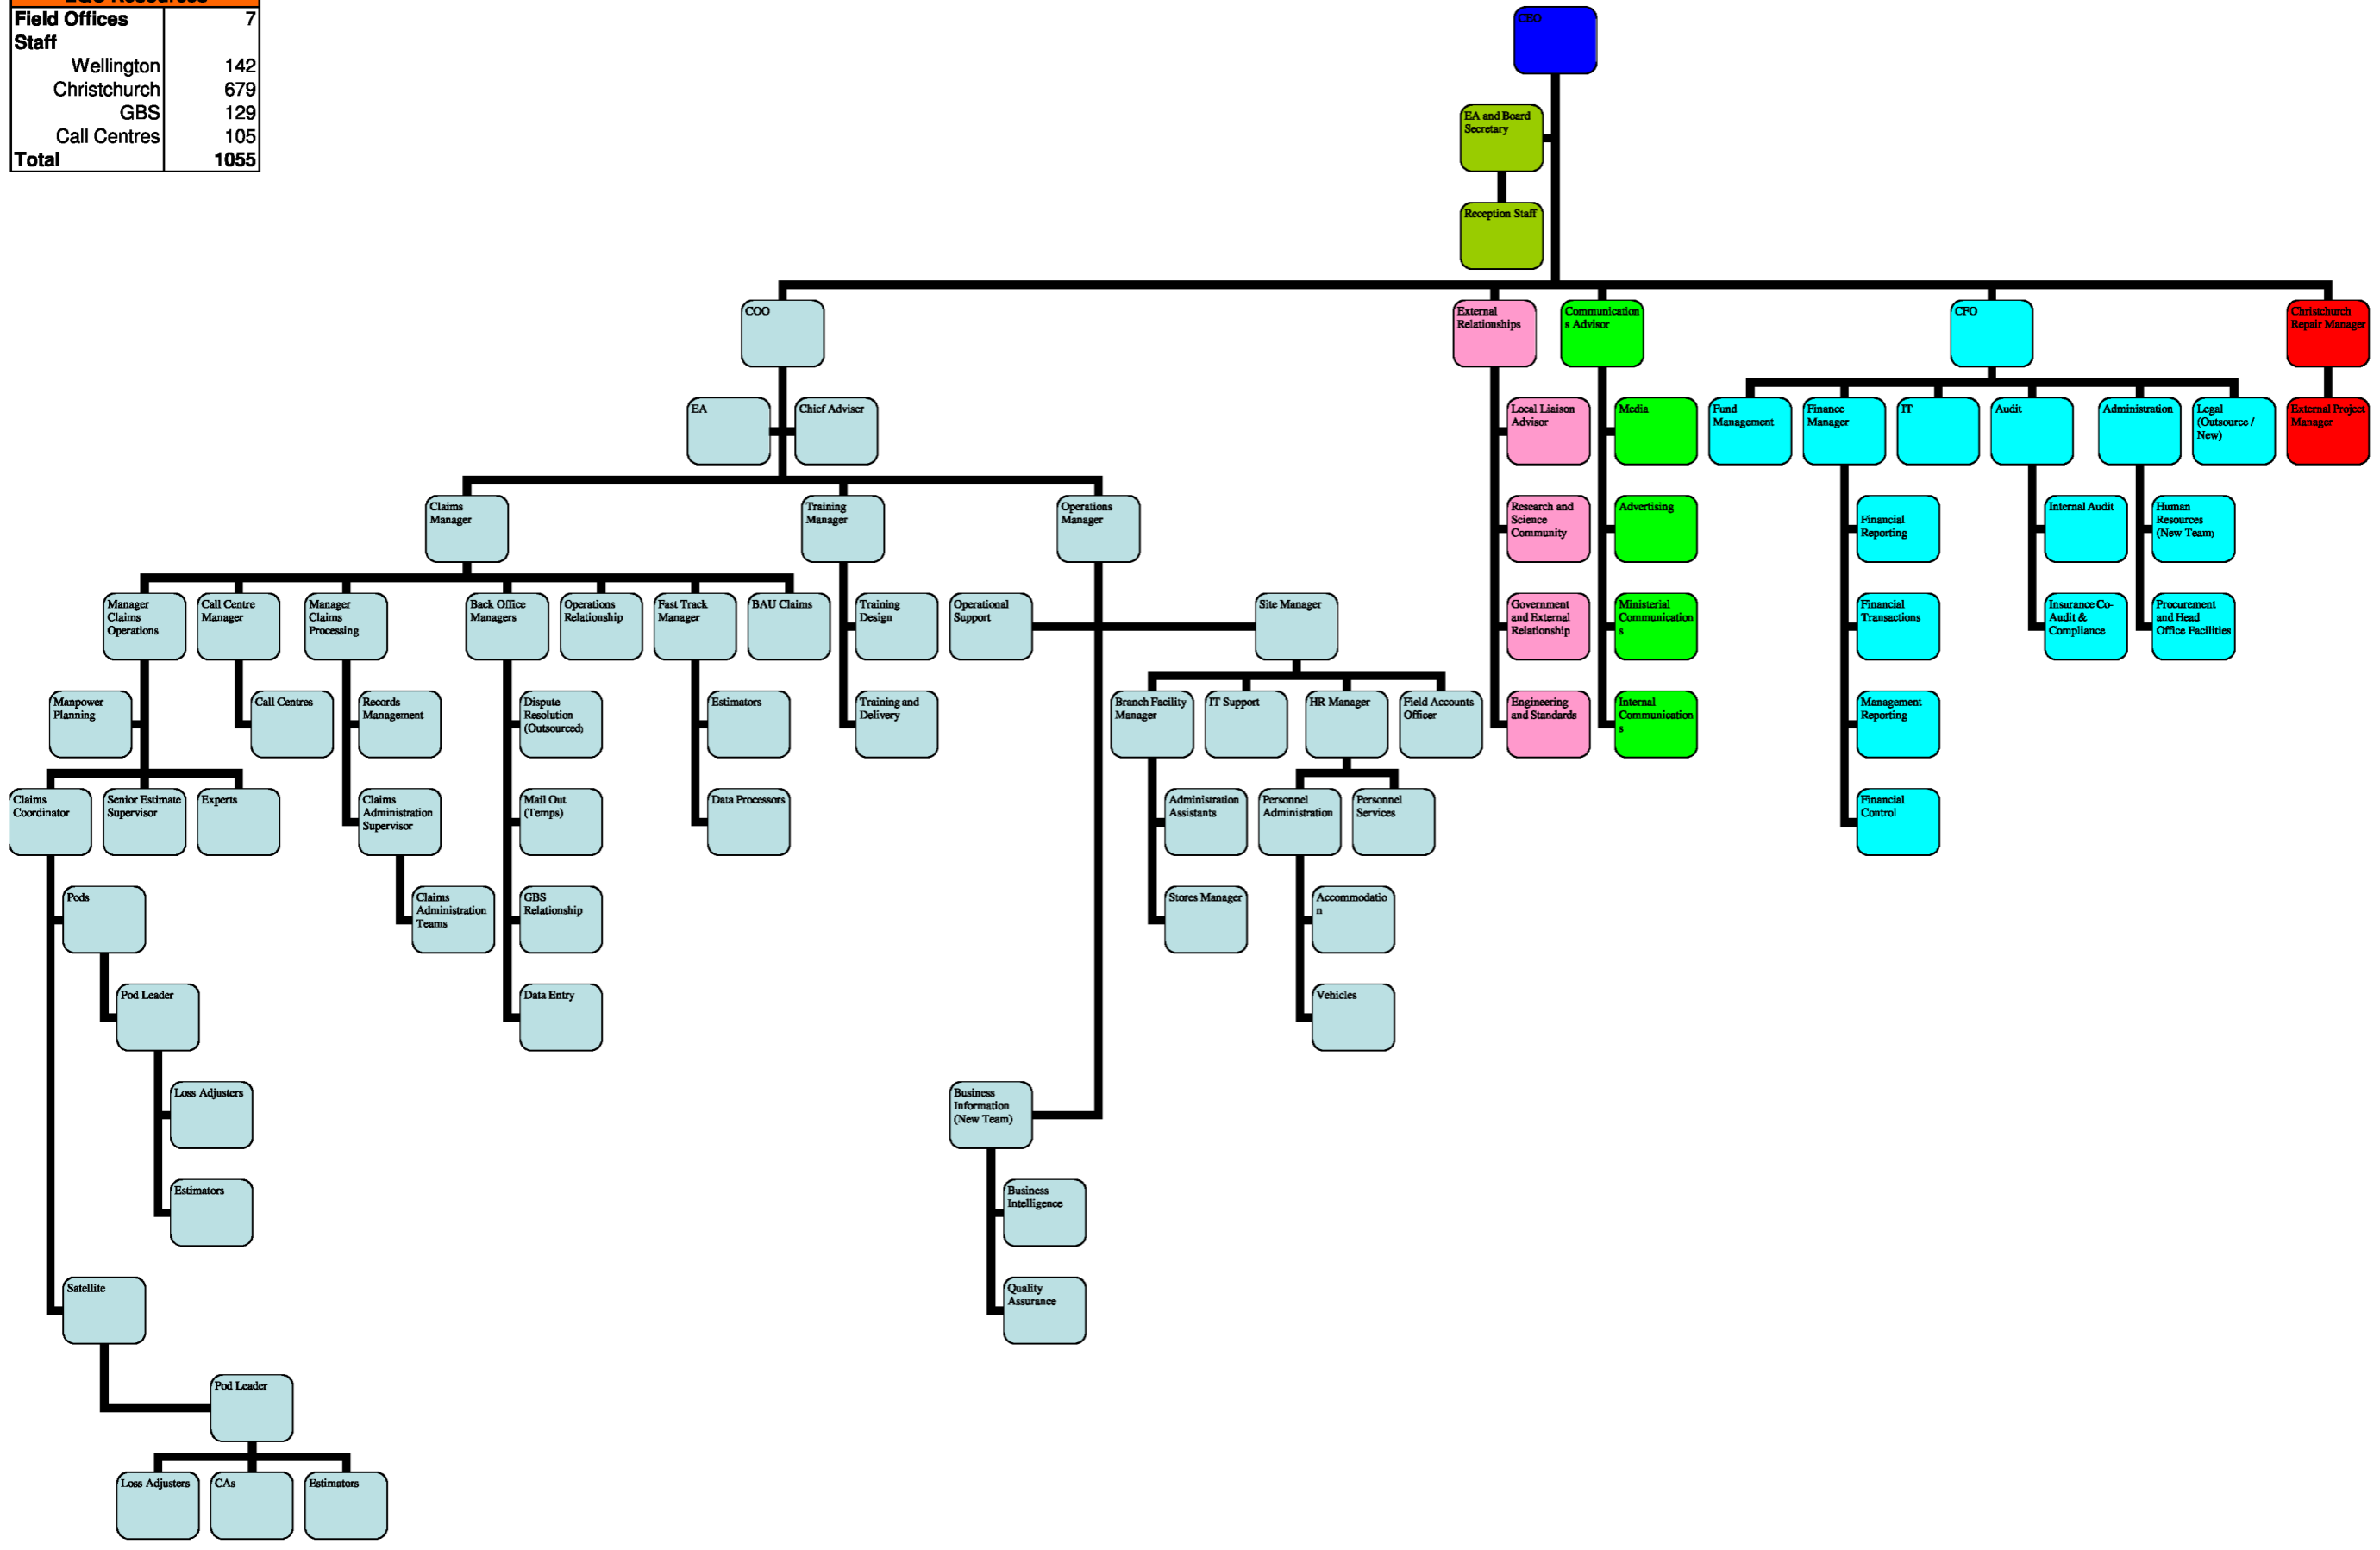 Field Offices 7
Staff
Wellington 142
Christchurch 679
GBS 129
Call Centres 105
Total 1055
CEO
EA and Board
Secretary
Reception Staff
COO
External
Relationships
Communication
s Advisor
CFO
Christchurch
Repair Manager
EA
Chief Adviser
Local Liaison
Advisor
Media
Fund
Management
Finance
Manager
IT
Audit
Administration
Legal
(Outsource /
New)
External Project
Manager
Claims
Manager
Training
Manager
Operations
Manager
Research and
Science
Community
Advertising
Financial
Reporting
Internal Audit
Human
Resources
(New Team)
Manager
Claims
Operations
Call Centre
Manager
Manager
Claims
Processing
Back Office
Managers
Operations
Relationship
Fast Track
Manager
BAU Claims
Training
Design
Operational
Support
Site Manager
Government
and External
Relationship
Ministerial
Communication
s
Financial
Transactions
Insurance Co-
Audit &
Compliance
Procurement
and Head
Office Facilities
Manpower
Planning
Call Centres
Records
Management
Dispute
Resolution
(Outsourced)
Estimators
Training and
Delivery
Branch Facility
Manager
IT Support
HR Manager
Field Accounts
Officer
Engineering
and Standards
Internal
Communication
s
Management
Reporting
Claims
Coordinator
Senior Estimate
Supervisor
Experts
Claims
Administration
Supervisor
Mail Out
(Temps)
Data Processors
Administration
Assistants
Personnel
Administration
Personnel
Services
Financial
Control
Pods
Claims
Administration
Teams
GBS
Relationship
Stores Manager
Accommodatio
n
Pod Leader
Data Entry
Vehicles
Loss Adjusters
Business
Information
(New Team)
Estimators
Business
Intelligence
Satellite
Quality
Assurance
Pod Leader
Loss Adjusters
CAs
Estimators